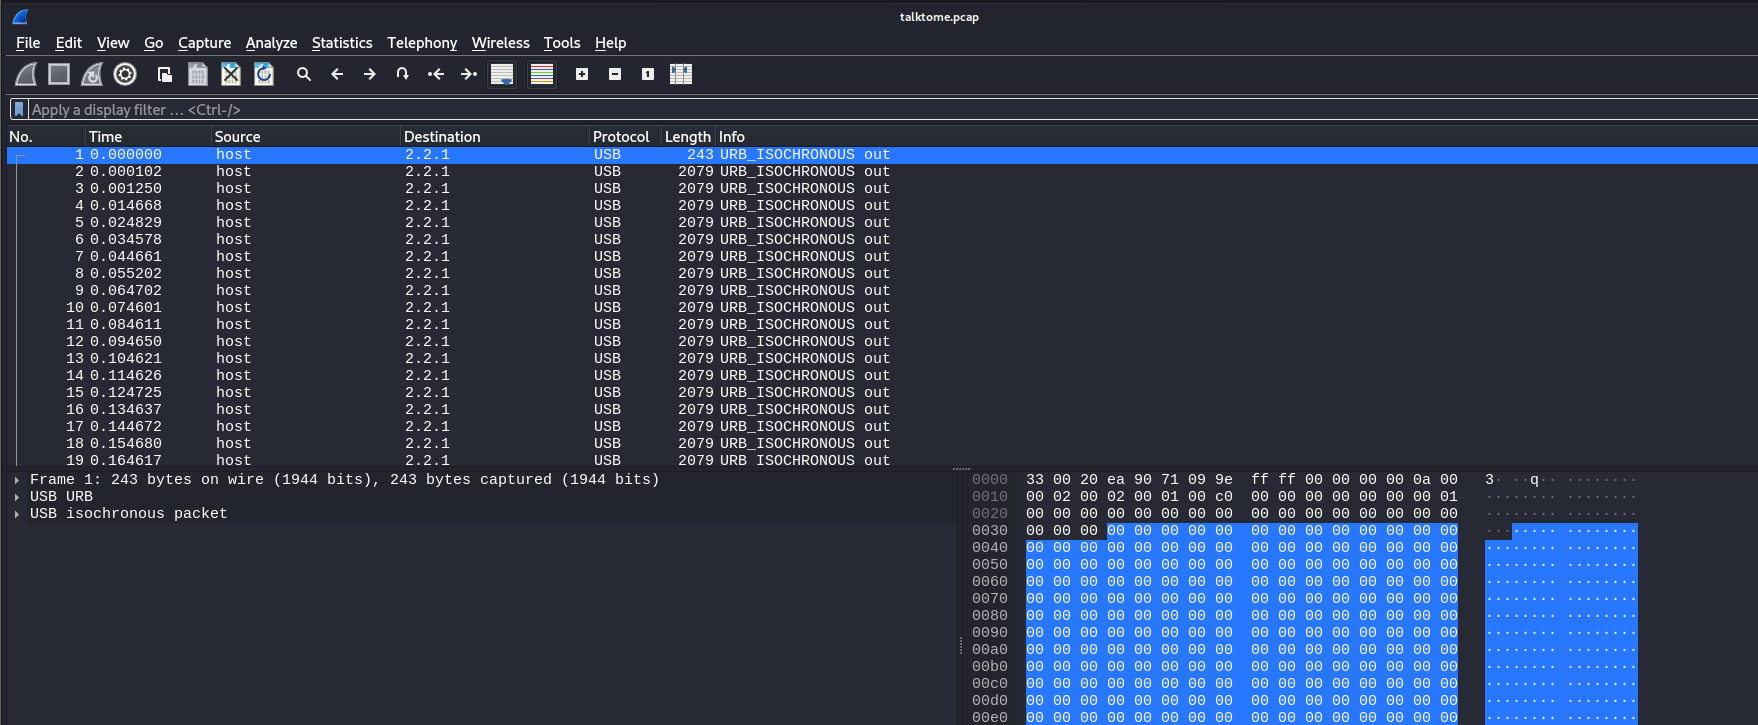 talktome.pcap
File Edit View Go Capture Analyze Statistics Telephony Wireless Tools Help
Apply a display filter … <Ctrl-/>
No. Time Source Destination Protocol Length Info
1 0.000000 host 2.2.1 USB 243 URB_ISOCHRONOUS out
2 0.000102 host 2.2.1 USB 2079 URB_ISOCHRONOUS out
3 0.001250 host 2.2.1 USB 2079 URB_ISOCHRONOUS out
4 0.014668 host 2.2.1 USB 2079 URB_ISOCHRONOUS out
5 0.024829 host 2.2.1 USB 2079 URB_ISOCHRONOUS out
6 0.034578 host 2.2.1 USB 2079 URB_ISOCHRONOUS out
7 0.044661 host 2.2.1 USB 2079 URB_ISOCHRONOUS out
8 0.055202 host 2.2.1 USB 2079 URB_ISOCHRONOUS out
9 0.064702 host 2.2.1 USB 2079 URB_ISOCHRONOUS out
10 0.074601 host 2.2.1 USB 2079 URB_ISOCHRONOUS out
11 0.084611 host 2.2.1 USB 2079 URB_ISOCHRONOUS out
12 0.094650 host 2.2.1 USB 2079 URB_ISOCHRONOUS out
13 0.104621 host 2.2.1 USB 2079 URB_ISOCHRONOUS out
14 0.114626 host 2.2.1 USB 2079 URB_ISOCHRONOUS out
15 0.124725 host 2.2.1 USB 2079 URB_ISOCHRONOUS out
16 0.134637 host 2.2.1 USB 2079 URB_ISOCHRONOUS out
17 0.144672 host 2.2.1 USB 2079 URB_ISOCHRONOUS out
18 0.154680 host 2.2.1 USB 2079 URB_ISOCHRONOUS out
19 0.164617 host 2.2.1 USB 2079 URB ISOCHRONOUS out
Frame 1: 243 bytes on wire (1944 bits), 243 bytes captured (1944 bits)
USB URB
USB isochronous packet
0000 33 00 20 ea 90 71 09 9e ff ff 00 00 00 00 0a 00 3· ··q·· ········
0010 00 02 00 02 00 01 00 c0 00 00 00 00 00 00 00 01 ········ ········
0020 00 00 00 00 00 00 00 00 00 00 00 00 00 00 00 00 ········ ········
0030 00 00 00 00 00 00 00 00 00 00 00 00 00 00 00 00 ········ ········
0040 00 00 00 00 00 00 00 00 00 00 00 00 00 00 00 00 ········ ········
0050 00 00 00 00 00 00 00 00 00 00 00 00 00 00 00 00 ········ ········
0060 00 00 00 00 00 00 00 00 00 00 00 00 00 00 00 00 ········ ········
0070 00 00 00 00 00 00 00 00 00 00 00 00 00 00 00 00 ········ ········
0080 00 00 00 00 00 00 00 00 00 00 00 00 00 00 00 00 ········ ········
0090 00 00 00 00 00 00 00 00 00 00 00 00 00 00 00 00 ········ ········
00a0 00 00 00 00 00 00 00 00 00 00 00 00 00 00 00 00 ········ ········
00b0 00 00 00 00 00 00 00 00 00 00 00 00 00 00 00 00 ········ ········
00c0 00 00 00 00 00 00 00 00 00 00 00 00 00 00 00 00 ········ ········
00d0 00 00 00 00 00 00 00 00 00 00 00 00 00 00 00 00 ········ ········
00e0 00 00 00 00 00 00 00 00 00 00 00 00 00 00 00 00 ········ ········